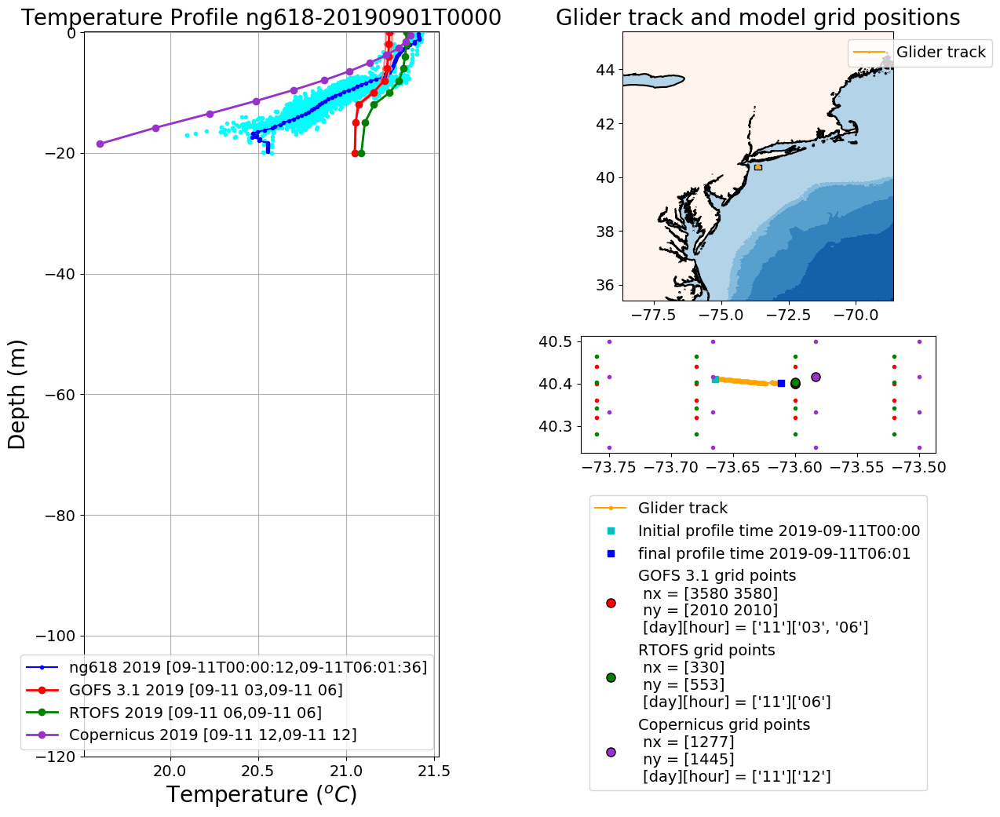 Temperature Profile ng618-20190901T0000
0
−20
−40
−60
−80
−100
−120
Depth (m)
20.0
20.5
21.0
21.5
Temperature (°C)
ng618 2019 [09-11T00:00:12,09-11T06:01:36]
GOFS 3.1 2019 [09-11 03,09-11 06]
RTOFS 2019 [09-11 06,09-11 06]
Copernicus 2019 [09-11 12,09-11 12]
Glider track and model grid positions
Glider track
44
42
40
38
36
−77.5
−75.0
−72.5
−70.0
40.5
40.4
40.3
−73.75
−73.70
−73.65
−73.60
−73.55
−73.50
Glider track
Initial profile time 2019-09-11T00:00
final profile time 2019-09-11T06:01
GOFS 3.1 grid points
nx = [3580 3580]
ny = [2010 2010]
[day][hour] = ['11']['03', '06']
RTOFS grid points
nx = [330]
ny = [553]
[day][hour] = ['11']['06']
Copernicus grid points
nx = [1277]
ny = [1445]
[day][hour] = ['11']['12']